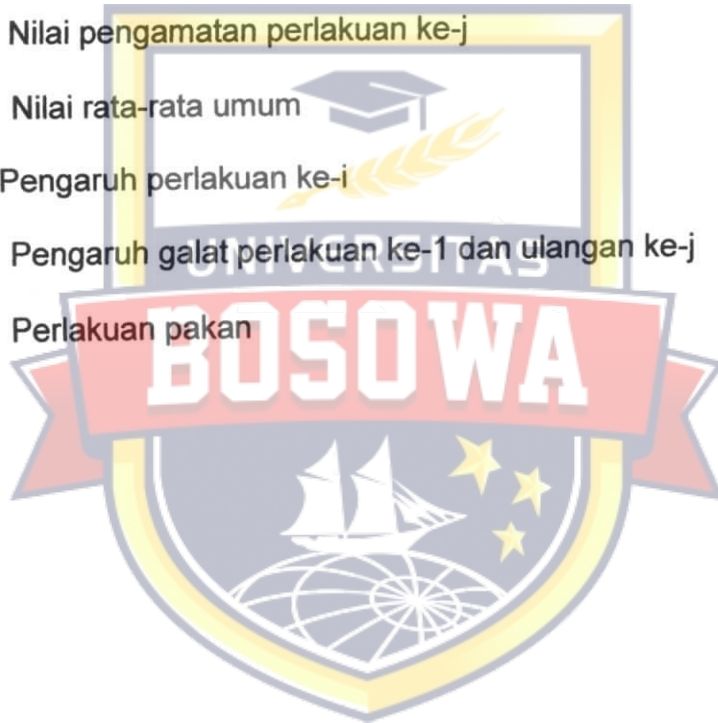 Nilai pengamatan perlakuan ke-j
Nilai rata-rata umum
Pengaruh perlakuan ke-i
Pengaruh galat perlakuan ke-1 dan ulangan ke-j
UNIVERSITAS
Perlakuan pakan
BOSOWA